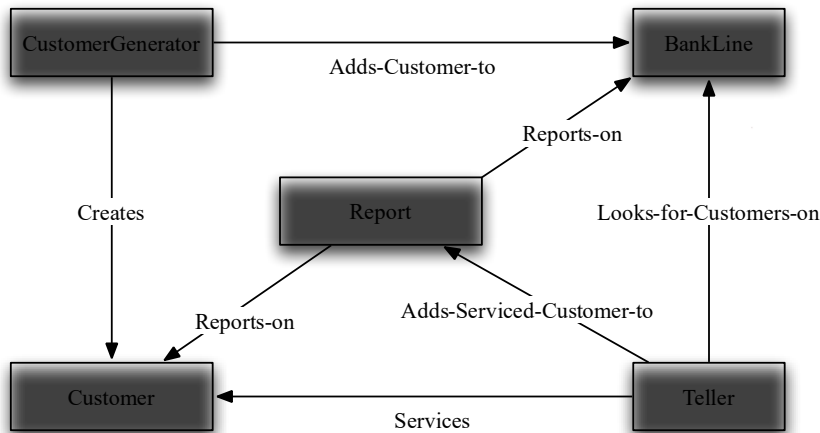 CustomerGenerator
BankLine
Adds-Customer-to
Reports-on
Creates
Report
Looks-for-Customers-on
Adds-Serviced-Customer-to
Reports-on
Customer
Teller
Services